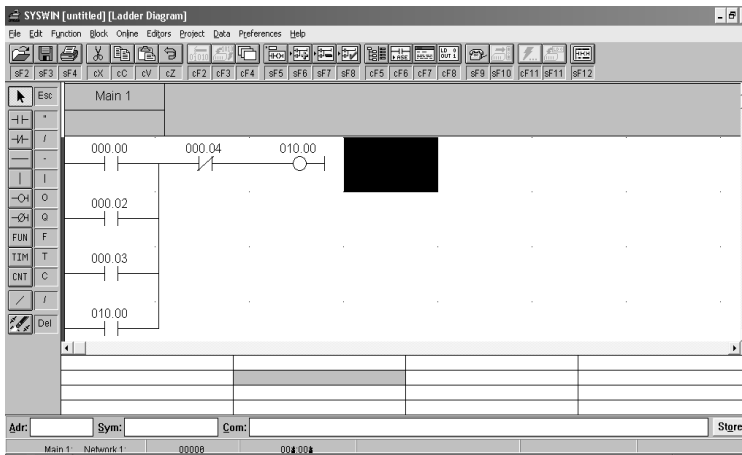 SYSWIN [untitled] [Ladder Diagram]
File Edit Function Block Online Editors Project Data Preferences Help
sF2 sF3 sF4 cX cC cV cZ cF2 cF3 cF4 sF5 sF6 sF7 sF8 cF5 cF6 cF7 cF8 sF9 sF10 cF11 sF11 sF12
Esc
Main 1
"
/
-
000.00 000.04 010.00
|
O
000.02
Q
FUN F
TIM T
000.03
CNT C
/
010.00
Del
Adr: Sym: Com: Store
Main 1: Network 1: 00006